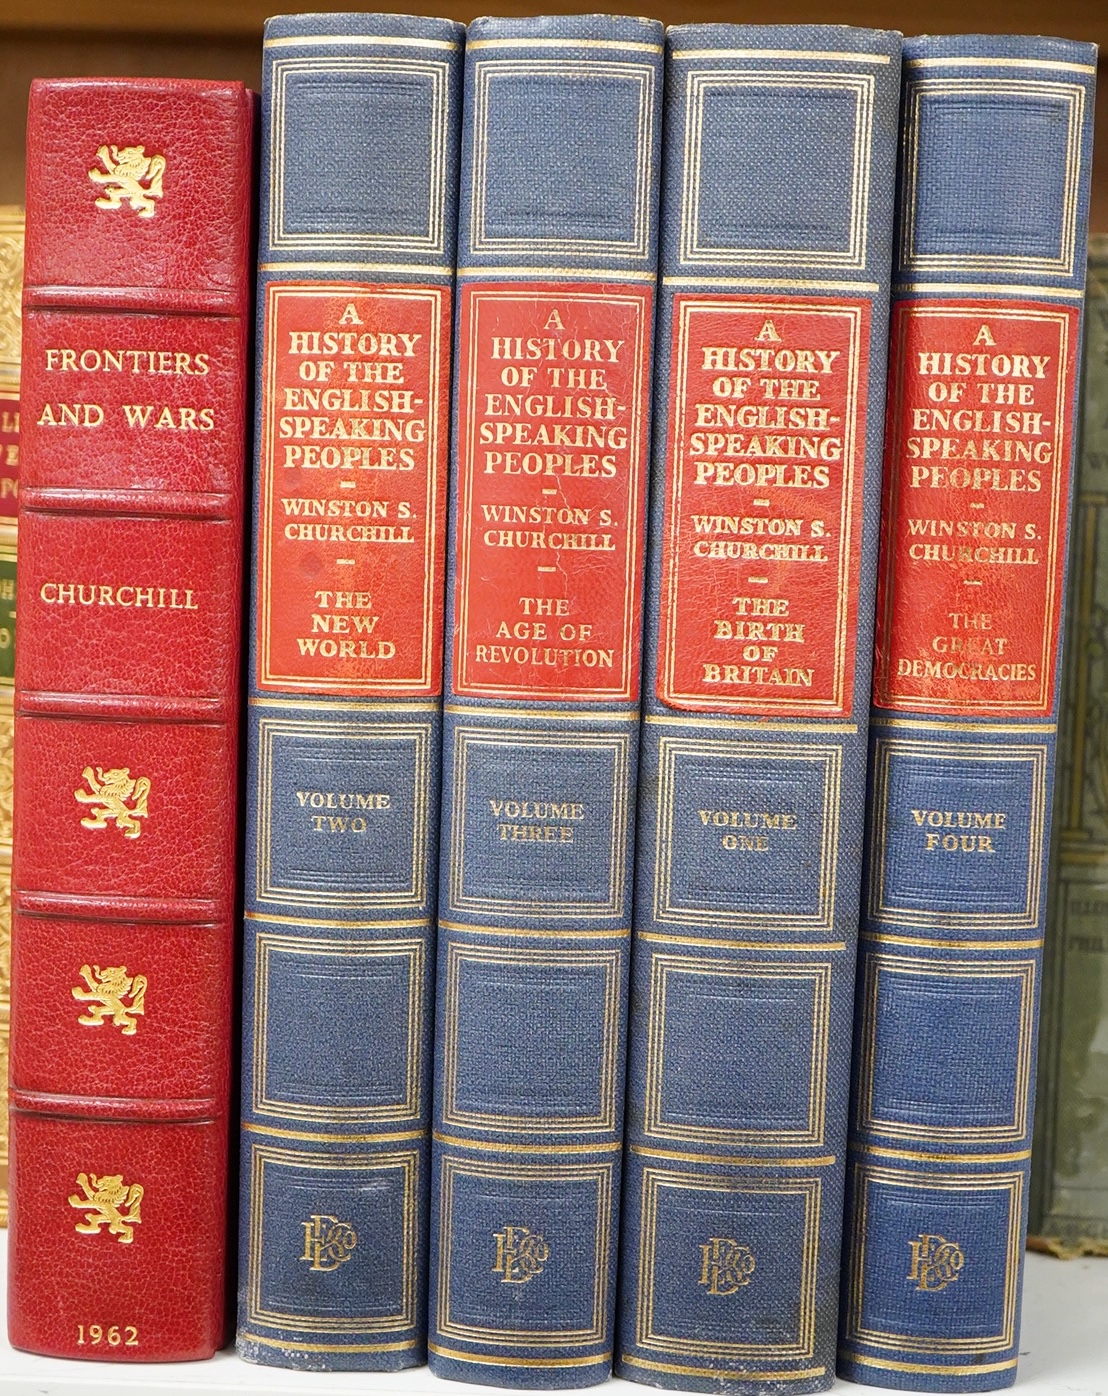 FRONTIERS
AND WARS
CHURCHILL
1962
A
HISTORY
OF THE
ENGLISH-
SPEAKING
PEOPLES
WINSTON S.
CHURCHILL
THE
NEW
WORLD
VOLUME
TWO
A
HISTORY
OF THE
ENGLISH-
SPEAKING
PEOPLES
WINSTON S.
CHURCHILL
THE
AGE OF
REVOLUTION
VOLUME
THREE
A
HISTORY
OF THE
ENGLISH-
SPEAKING
PEOPLES
WINSTON S.
CHURCHILL
THE
BIRTH
OF
BRITAIN
VOLUME
ONE
A
HISTORY
OF THE
ENGLISH-
SPEAKING
PEOPLES
WINSTON S.
CHURCHILL
THE
GREAT
DEMOCRACIES
VOLUME
FOUR